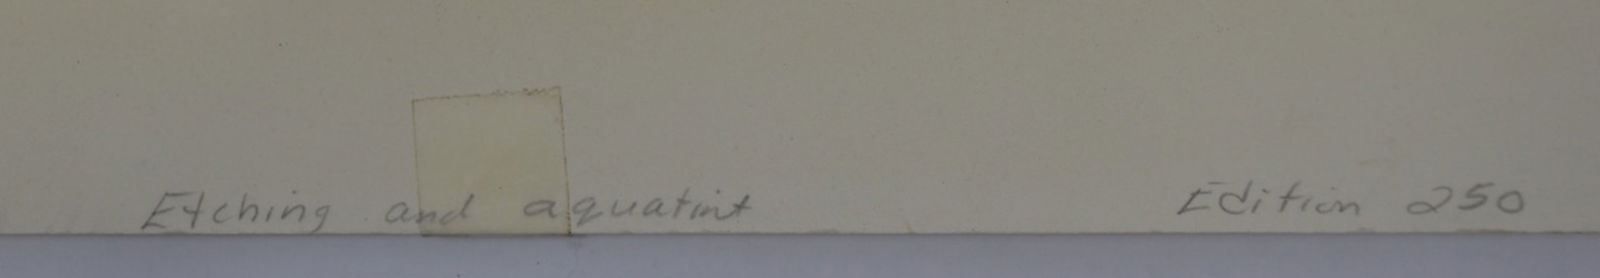 Etching and aquatint Edition 250